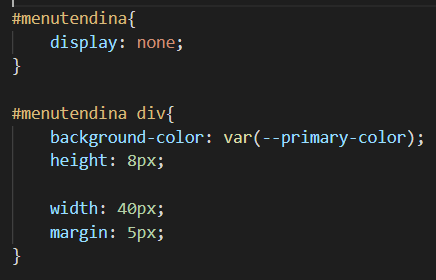 #menutendina{
    display: none;
}

#menutendina div{
    background-color: var(--primary-color);
    height: 8px;

    width: 40px;
    margin: 5px;
}